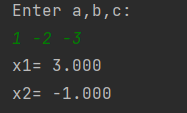 Enter a,b,c:
1 -2 -3
x1= 3.000
x2= -1.000